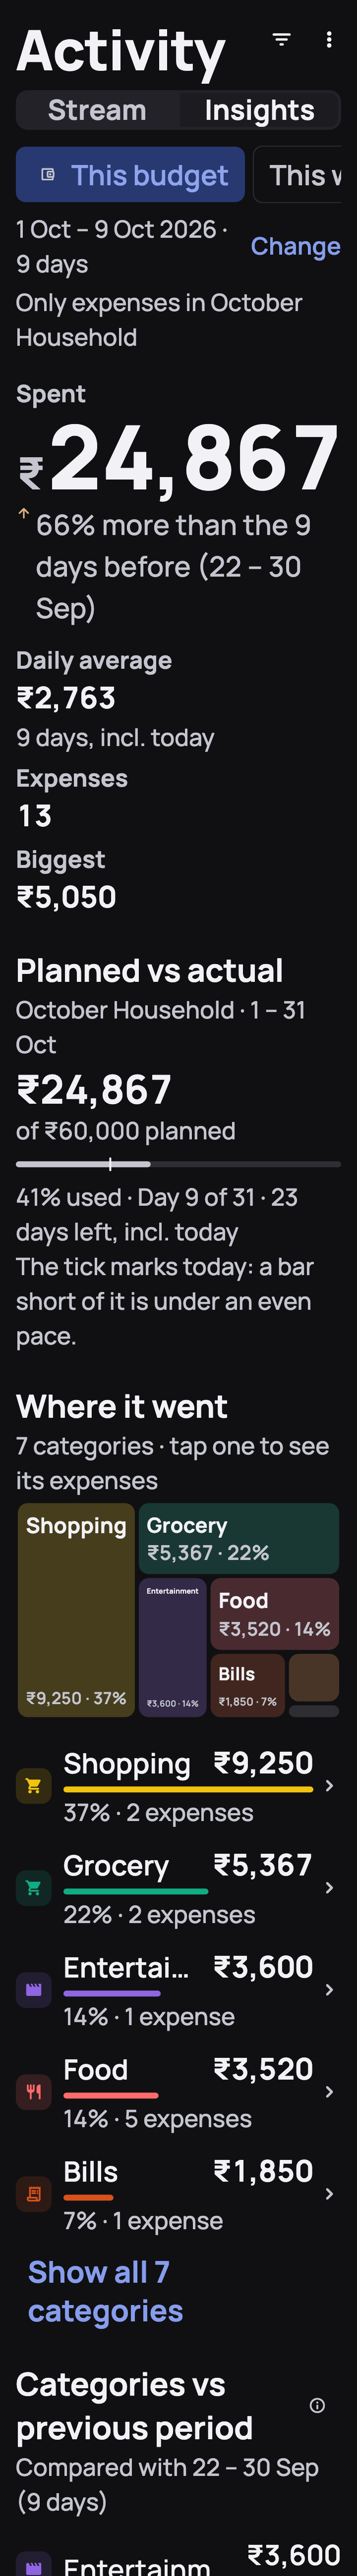 Activity
Stream Insights
This budget This w
1 Oct – 9 Oct 2026 ·
9 days
Change
Only expenses in October
Household
Spent
₹24,867
66% more than the 9
days before (22 – 30
Sep)
Daily average
₹2,763
9 days, incl. today
Expenses
13
Biggest
₹5,050
Planned vs actual
October Household · 1 – 31
Oct
₹24,867
of ₹60,000 planned
41% used · Day 9 of 31 · 23
days left, incl. today
The tick marks today: a bar
short of it is under an even
pace.
Where it went
7 categories · tap one to see
its expenses
Shopping
₹9,250 · 37%
Grocery
₹5,367 · 22%
Entertainment
₹3,600 · 14%
Food
₹3,520 · 14%
Bills
₹1,850 · 7%
Shopping ₹9,250
37% · 2 expenses
Grocery ₹5,367
22% · 2 expenses
Entertai... ₹3,600
14% · 1 expense
Food ₹3,520
14% · 5 expenses
Bills ₹1,850
7% · 1 expense
Show all 7
categories
Categories vs
previous period
Compared with 22 – 30 Sep
(9 days)
₹3,600
Entertainm